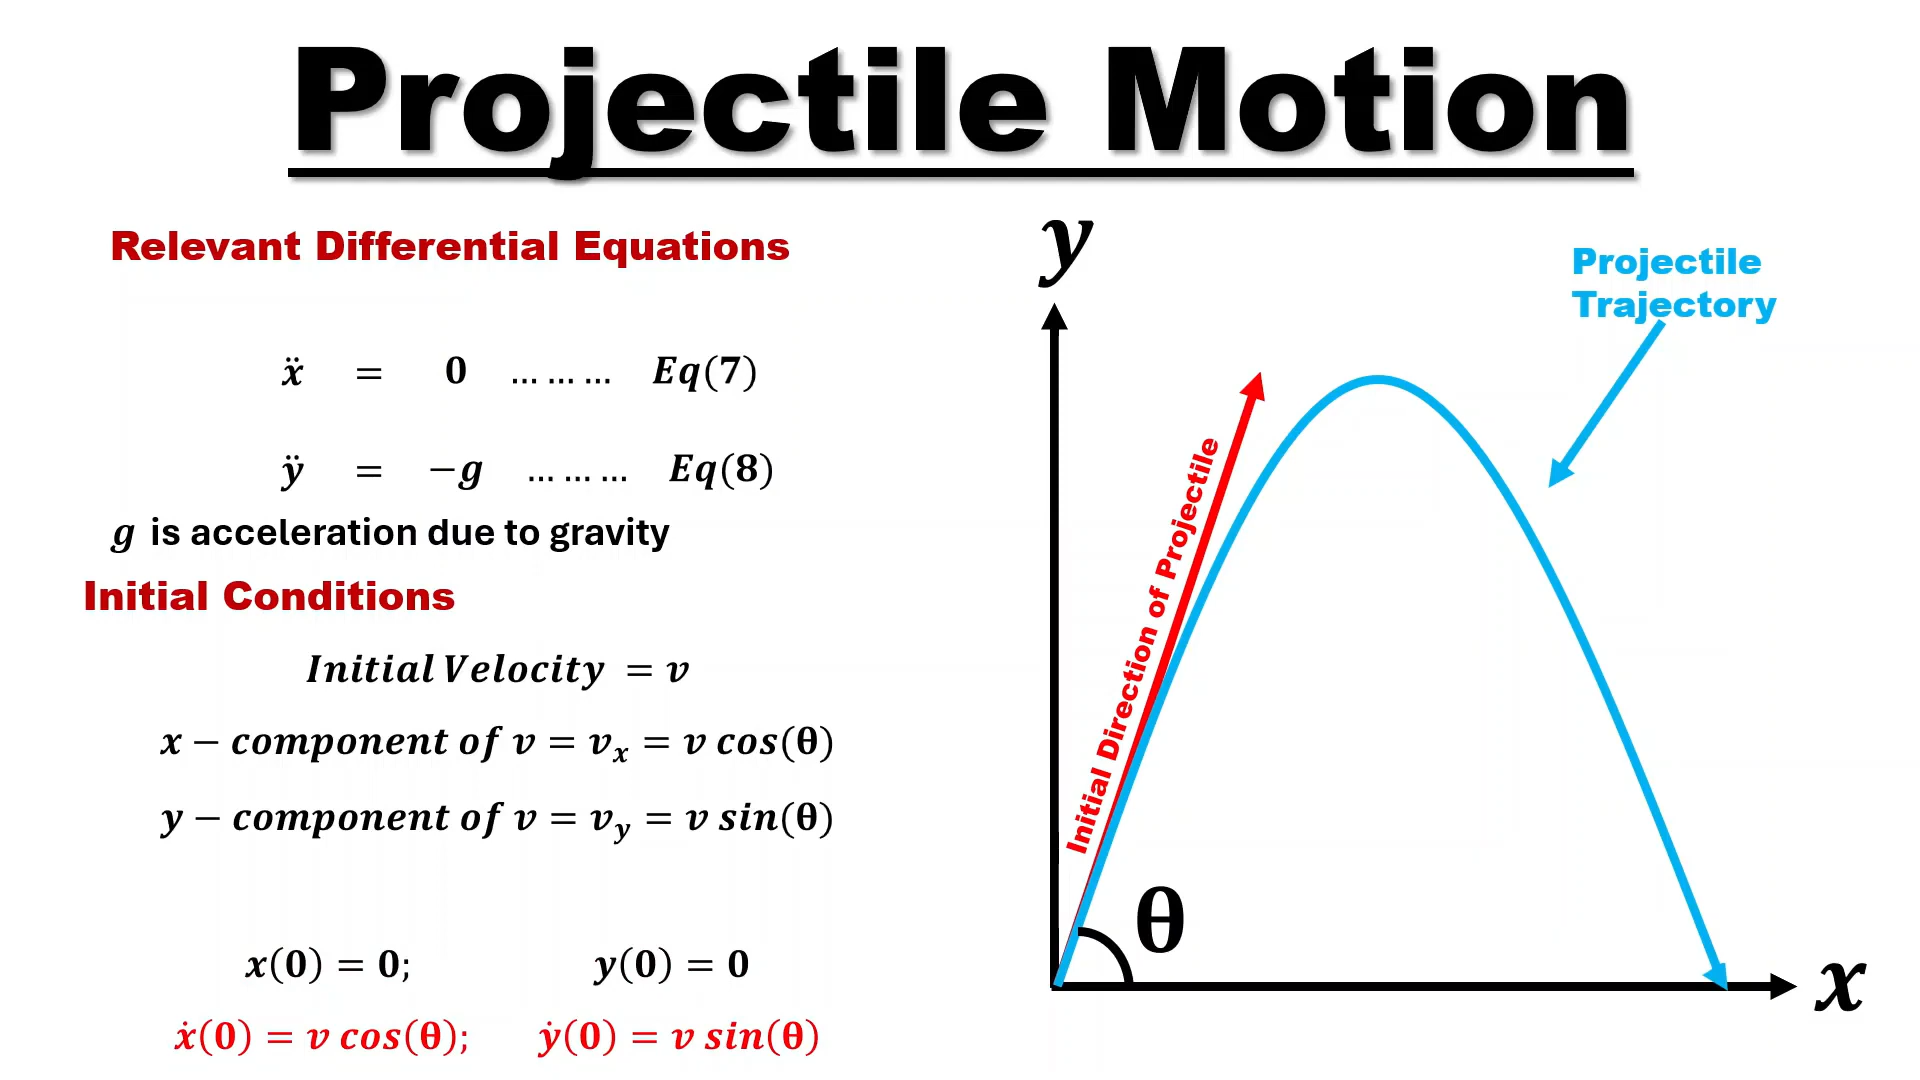 Projectile Motion
Relevant Differential Equations
ẍ = 0 ... ... ... Eq(7)
ÿ = −g ... ... ... Eq(8)
g is acceleration due to gravity
Initial Conditions
Initial Velocity = v
x − component of v = vₓ = v cos(θ)
y − component of v = v_y = v sin(θ)
x(0) = 0; y(0) = 0
ẋ(0) = v cos(θ); ẏ(0) = v sin(θ)
y
Projectile
Trajectory
Initial Direction of Projectile
θ
x